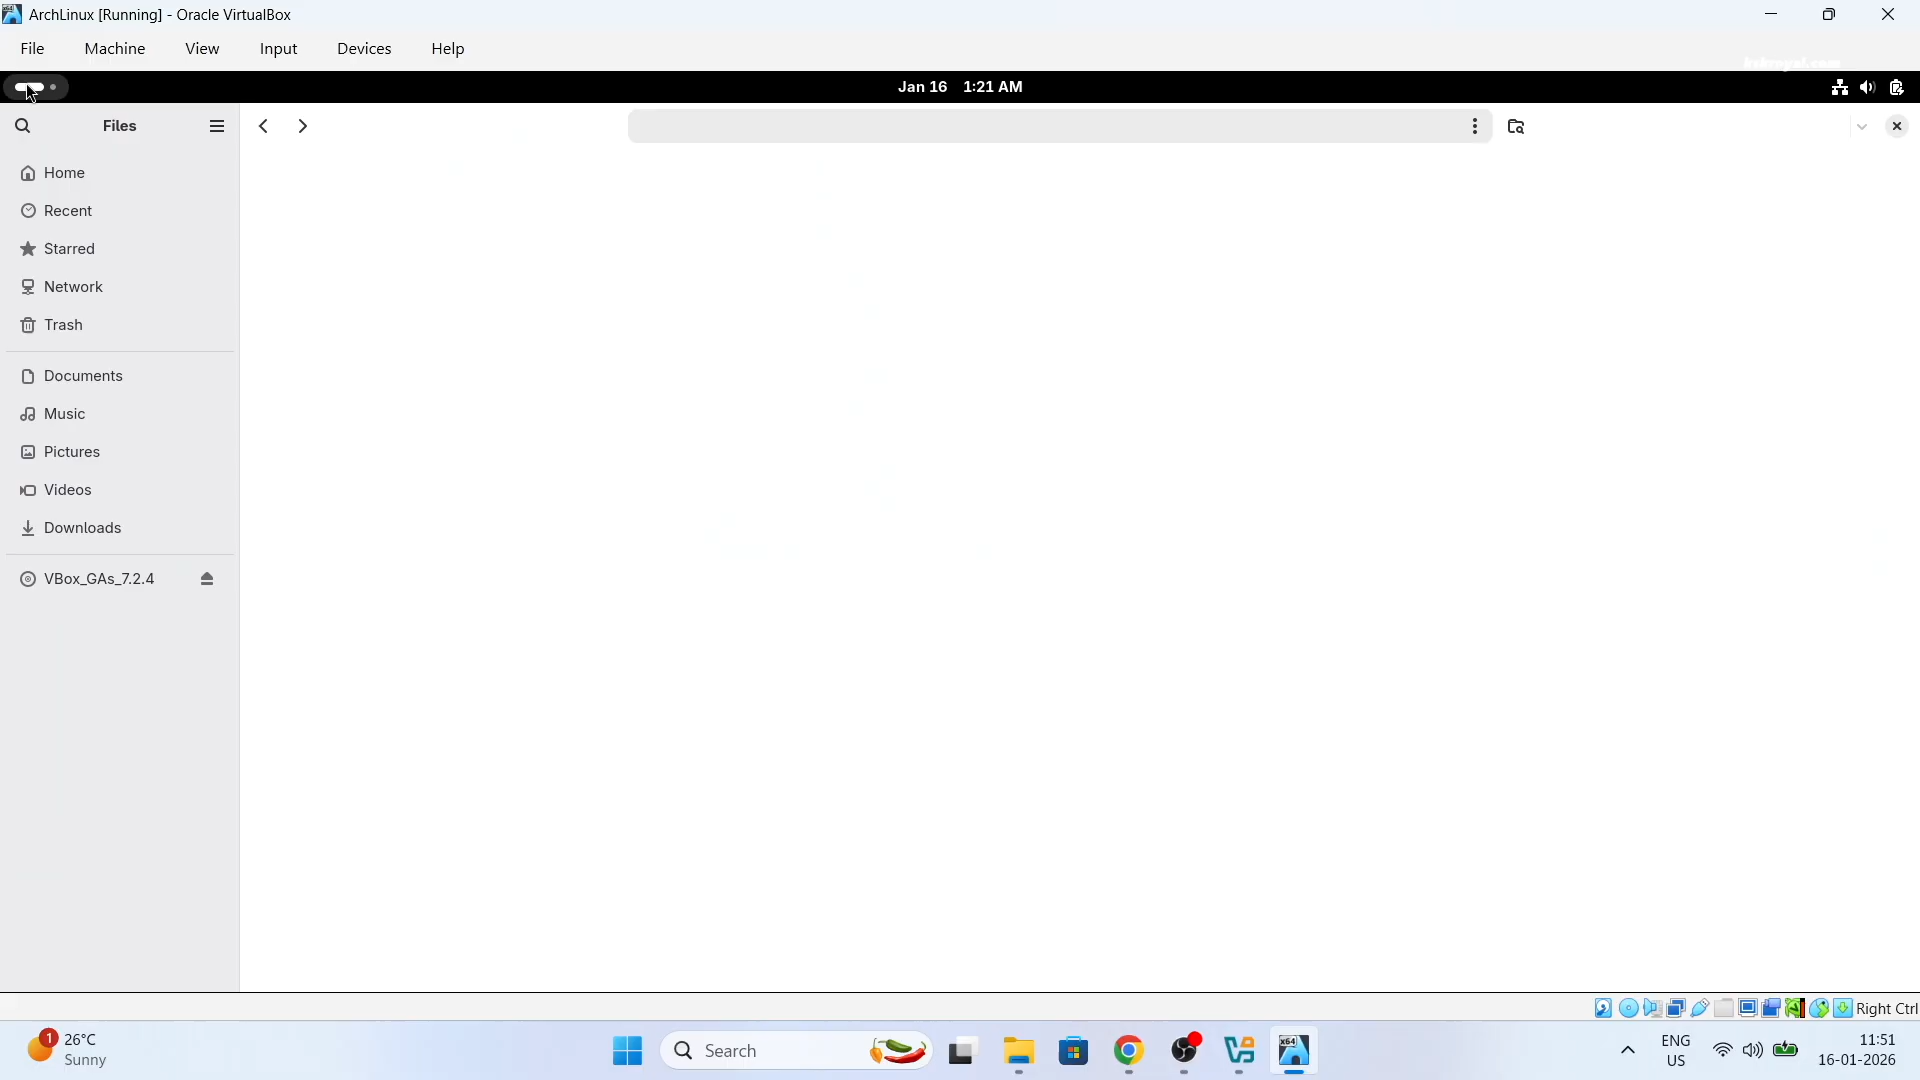 ArchLinux [Running] - Oracle VirtualBox
File Machine View Input Devices Help
Jan 16 1:21 AM
Files
Home
Recent
Starred
Network
Trash
Documents
Music
Pictures
Videos
Downloads
VBox_GAs_7.2.4
Right Ctrl
1
26°C
Sunny
Search
x64
ENG
US
11:51
16-01-2026